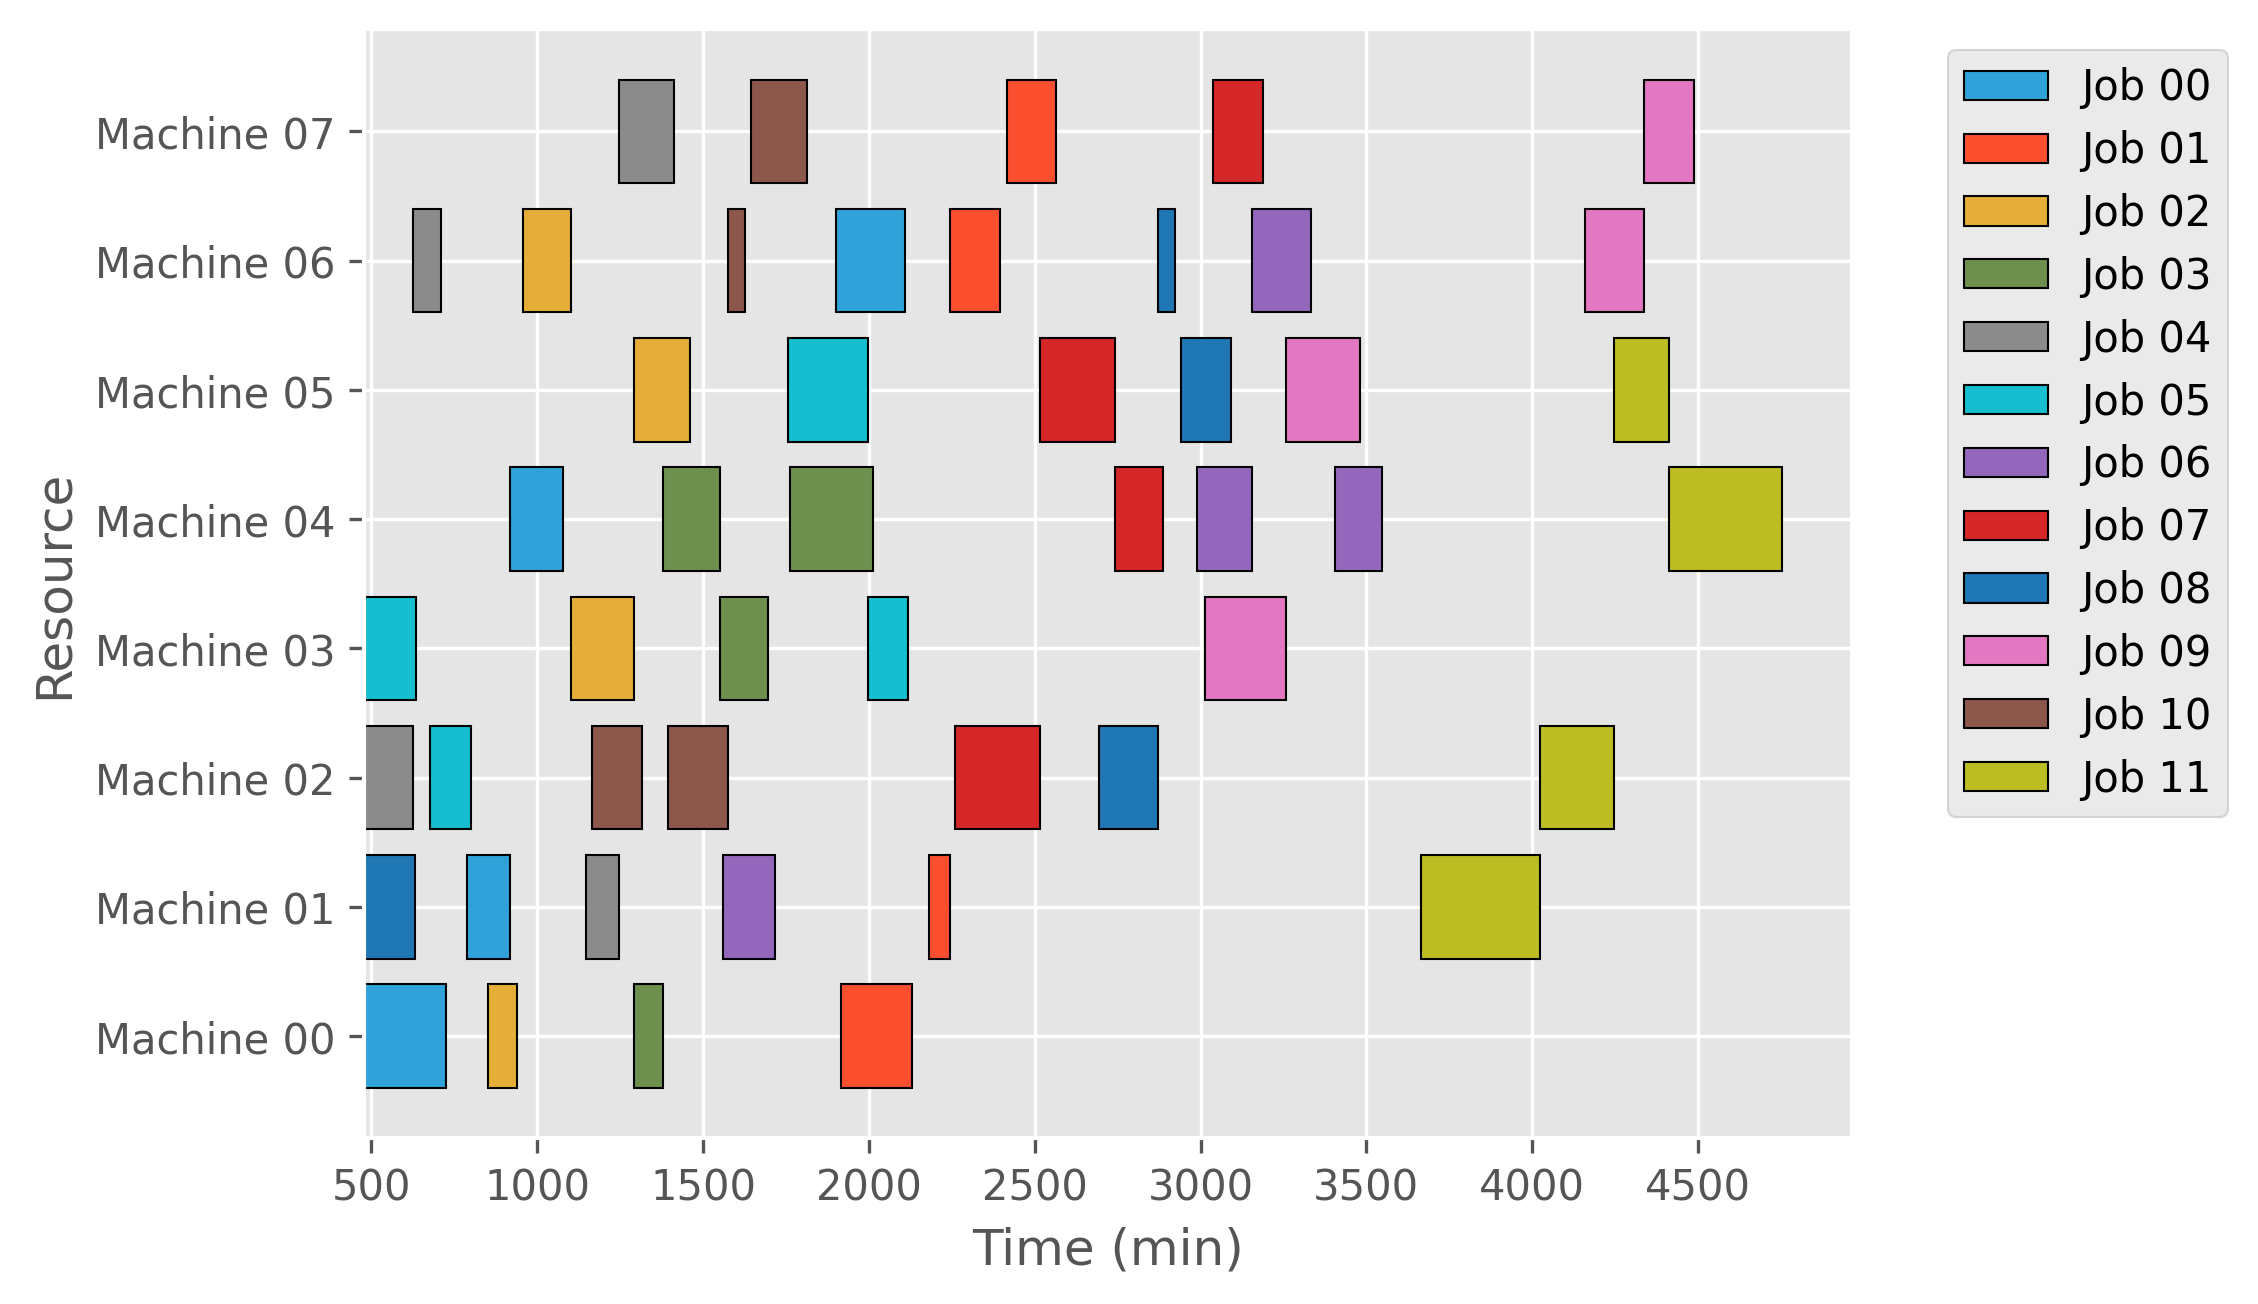 Machine 07
Machine 06
Machine 05
Machine 04
Machine 03
Machine 02
Machine 01
Machine 00
Resource
500 1000 1500 2000 2500 3000 3500 4000 4500
Time (min)
Job 00
Job 01
Job 02
Job 03
Job 04
Job 05
Job 06
Job 07
Job 08
Job 09
Job 10
Job 11